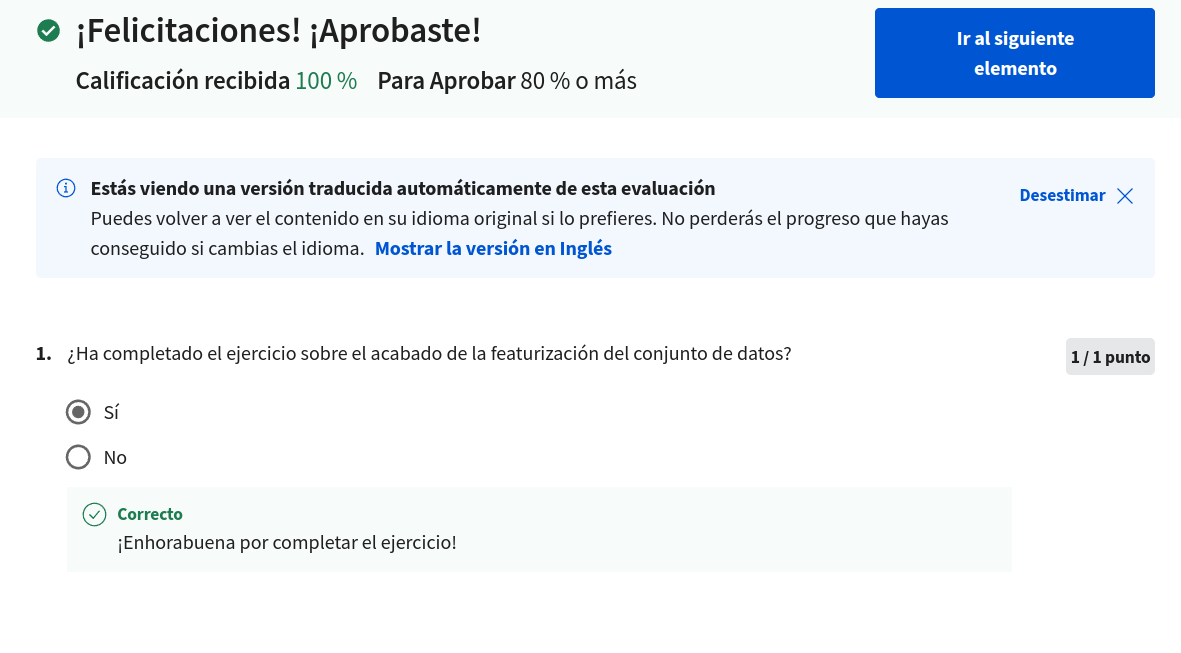 ¡Felicitaciones! ¡Aprobaste!
Calificación recibida 100 % Para Aprobar 80 % o más
Ir al siguiente
elemento
Estás viendo una versión traducida automáticamente de esta evaluación
Puedes volver a ver el contenido en su idioma original si lo prefieres. No perderás el progreso que hayas
conseguido si cambias el idioma. Mostrar la versión en Inglés
Desestimar
1. ¿Ha completado el ejercicio sobre el acabado de la featurización del conjunto de datos?
1 / 1 punto
Sí
No
Correcto
¡Enhorabuena por completar el ejercicio!